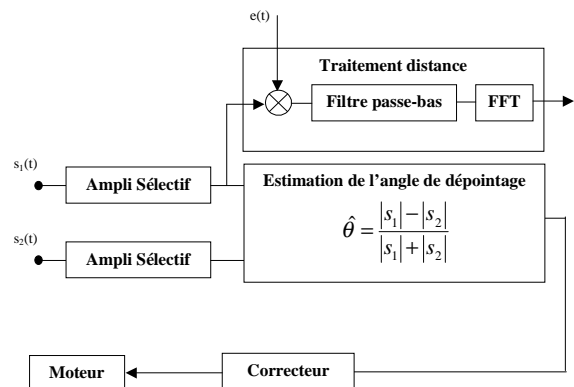 e(t)
Traitement distance
Filtre passe-bas
FFT
s₁(t)
Ampli Sélectif
Estimation de l'angle de dépointage
θ̂ = (|s₁| − |s₂|) / (|s₁| + |s₂|)
s₂(t)
Ampli Sélectif
Moteur
Correcteur